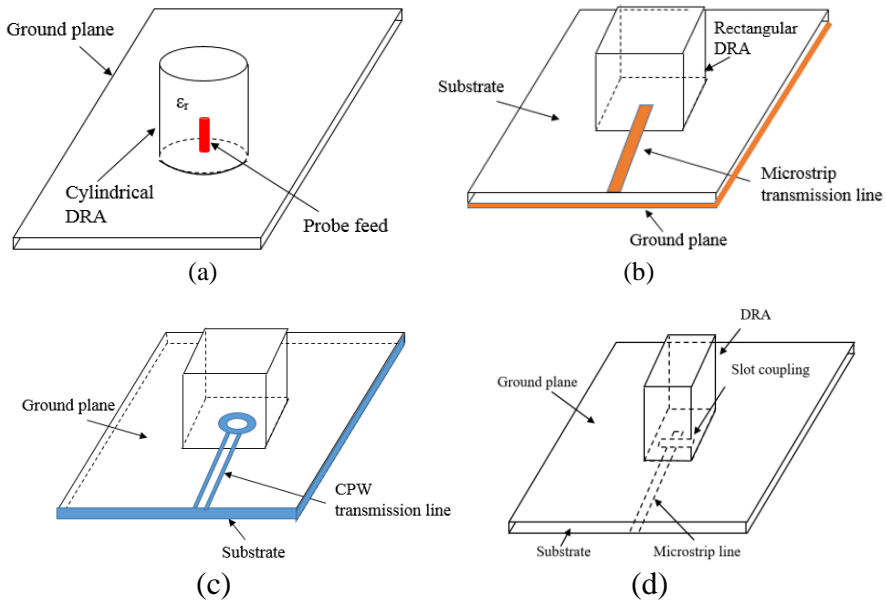 Ground plane
εr
Cylindrical
DRA
Probe feed
(a)
Rectangular
DRA
Substrate
Microstrip
transmission line
Ground plane
(b)
Ground plane
CPW
transmission line
Substrate
(c)
DRA
Slot coupling
Ground plane
Substrate
Microstrip line
(d)